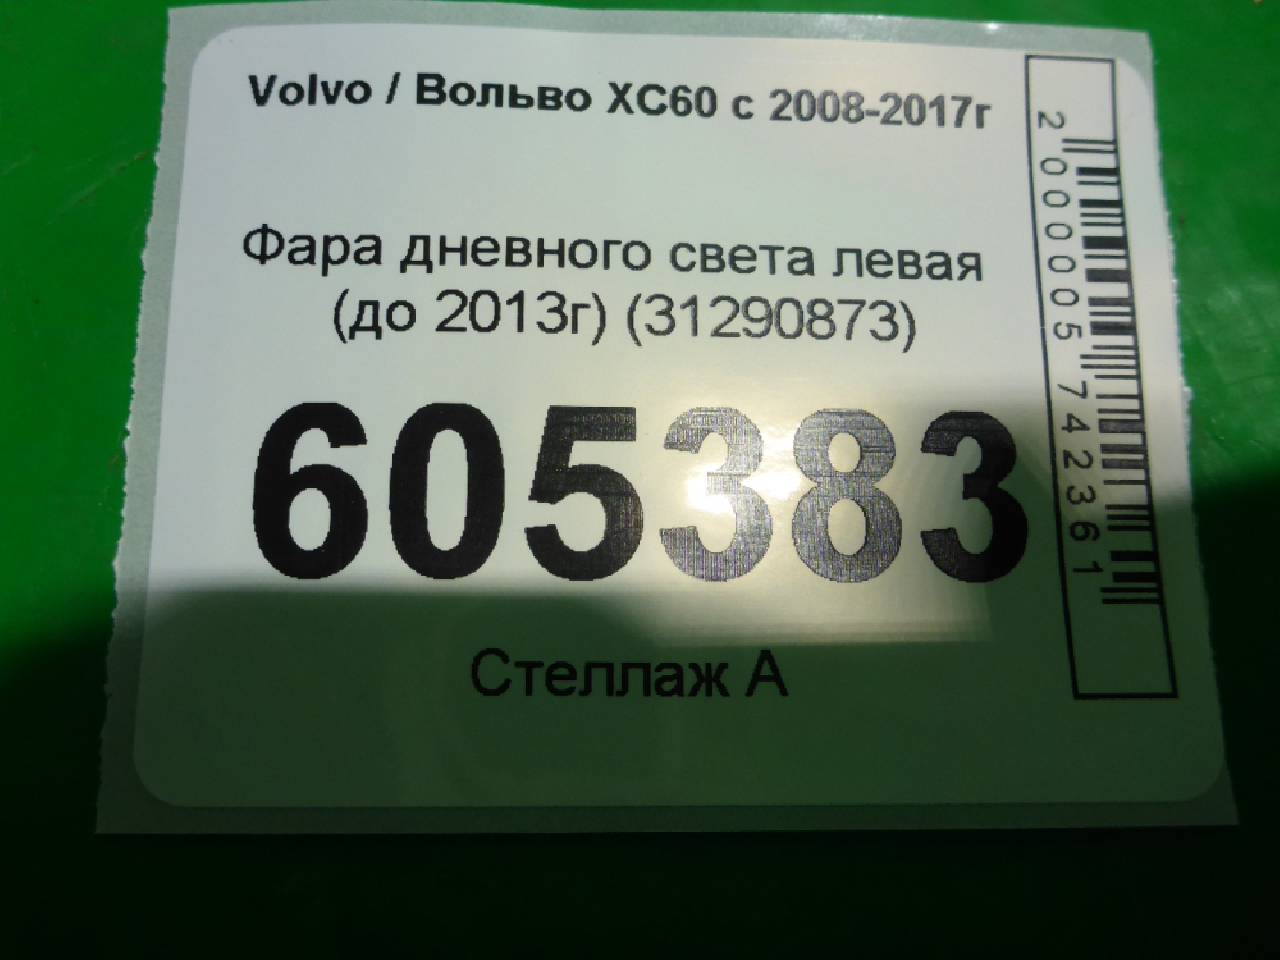 Volvo / Вольво XC60 с 2008-2017г
Фара дневного света левая
(до 2013г) (31290873)
605383
Стеллаж А
2000005742361